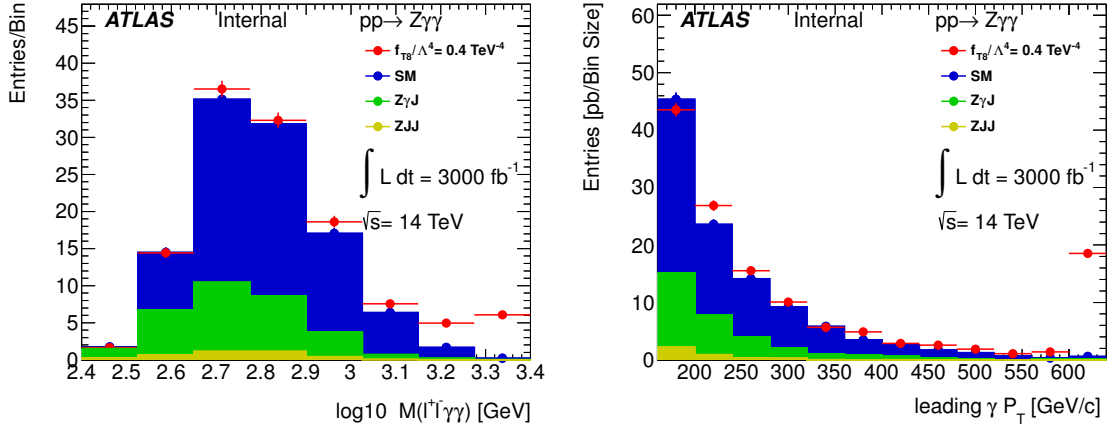 ATLAS Internal pp→ Zγγ
f_T8/Λ⁴= 0.4 TeV⁻⁴
SM
ZγJ
ZJJ
∫ L dt = 3000 fb⁻¹
√s= 14 TeV
Entries/Bin
45
40
35
30
25
20
15
10
5
0
2.4 2.5 2.6 2.7 2.8 2.9 3 3.1 3.2 3.3 3.4
log10 M(l⁺l⁻γγ) [GeV]
ATLAS Internal pp→ Zγγ
f_T8/Λ⁴= 0.4 TeV⁻⁴
SM
ZγJ
ZJJ
∫ L dt = 3000 fb⁻¹
√s= 14 TeV
Entries [pb/Bin Size]
60
50
40
30
20
10
0
200 250 300 350 400 450 500 550 600
leading γ P_T [GeV/c]